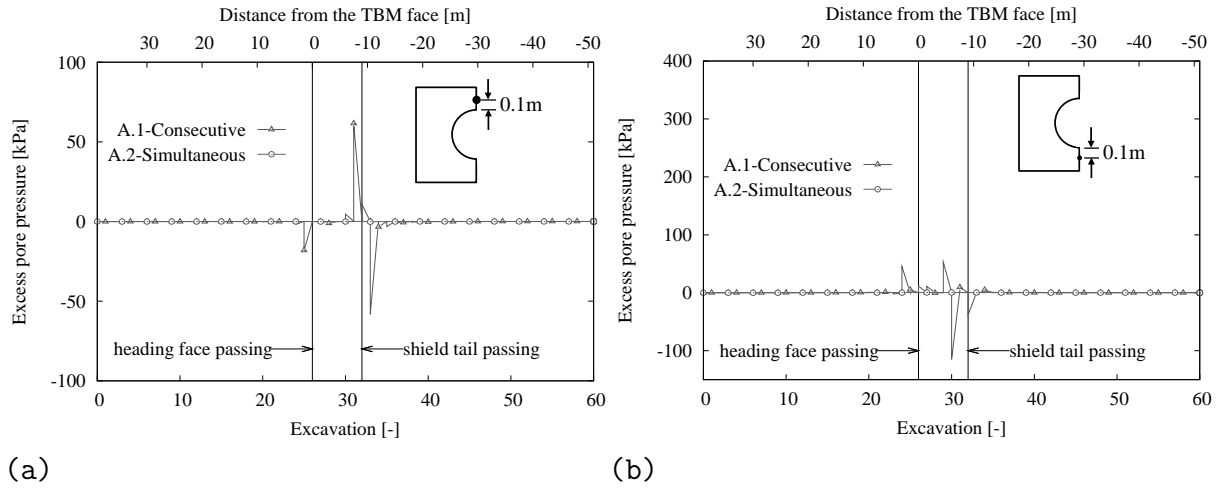 Distance from the TBM face [m]
30 20 10 0 -10 -20 -30 -40 -50
100
50
0
-50
-100
Excess pore pressure [kPa]
A.1-Consecutive
A.2-Simultaneous
0.1m
heading face passing
shield tail passing
0 10 20 30 40 50 60
Excavation [-]
(a)
Distance from the TBM face [m]
30 20 10 0 -10 -20 -30 -40 -50
400
300
200
100
0
-100
Excess pore pressure [kPa]
A.1-Consecutive
A.2-Simultaneous
0.1m
heading face passing
shield tail passing
0 10 20 30 40 50 60
Excavation [-]
(b)